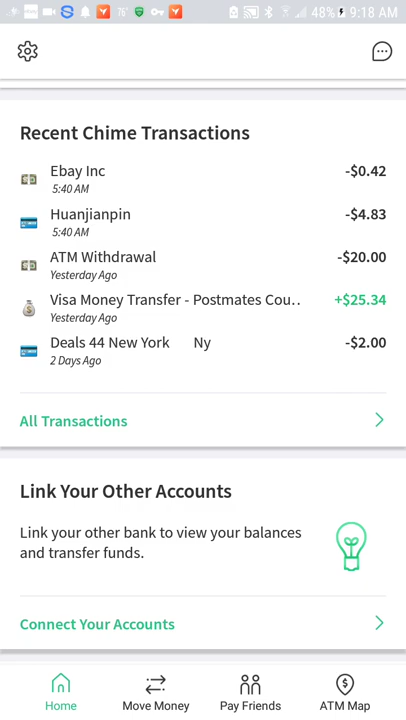 76° 48% 9:18 AM
Recent Chime Transactions
Ebay Inc -$0.42
5:40 AM
Huanjianpin -$4.83
5:40 AM
ATM Withdrawal -$20.00
Yesterday Ago
Visa Money Transfer - Postmates Cou.. +$25.34
Yesterday Ago
Deals 44 New York Ny -$2.00
2 Days Ago
All Transactions
Link Your Other Accounts
Link your other bank to view your balances
and transfer funds.
Connect Your Accounts
Home Move Money Pay Friends ATM Map